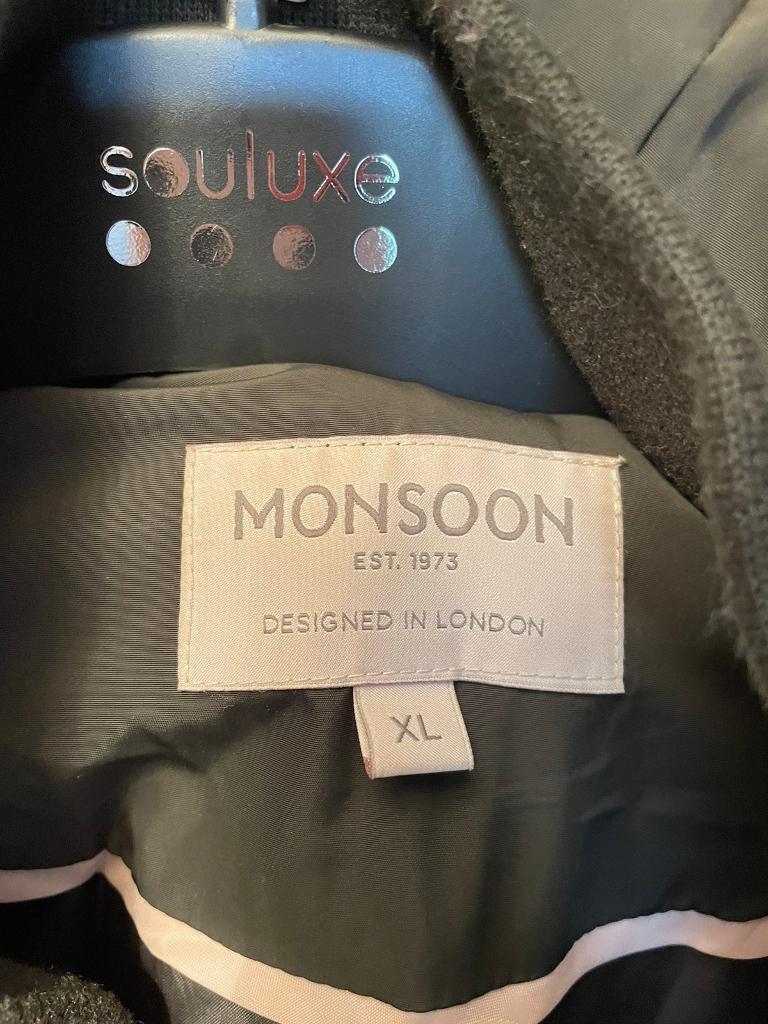 souluxe
MONSOON
EST. 1973
DESIGNED IN LONDON
XL